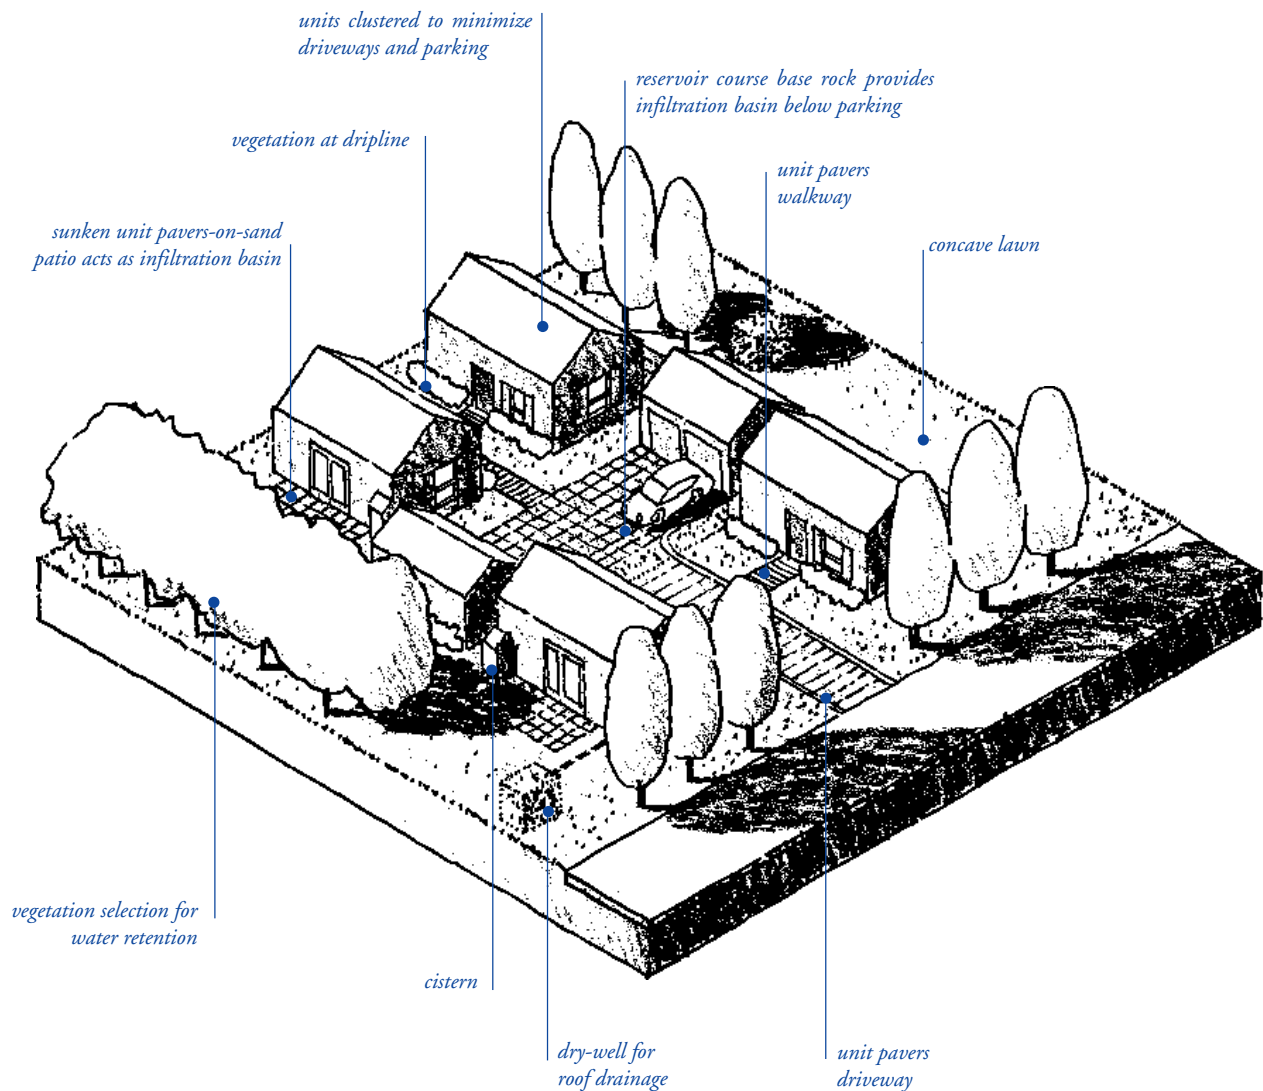 units clustered to minimize
driveways and parking
reservoir course base rock provides
infiltration basin below parking
vegetation at dripline
unit pavers
walkway
sunken unit pavers-on-sand
patio acts as infiltration basin
concave lawn
vegetation selection for
water retention
cistern
dry-well for
roof drainage
unit pavers
driveway